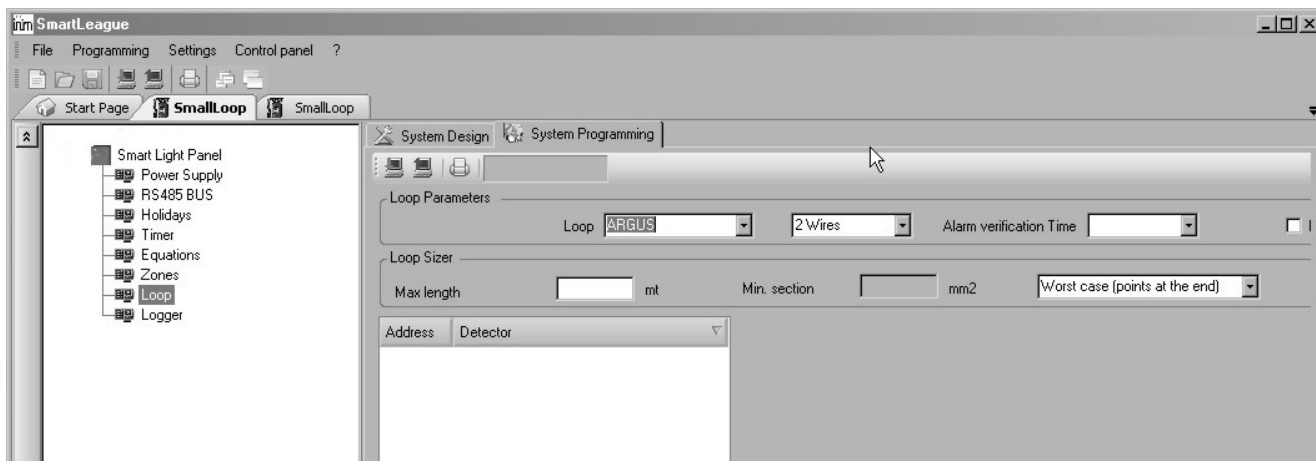 inim SmartLeague
File Programming Settings Control panel ?
Start Page SmallLoop SmallLoop
System Design System Programming
Smart Light Panel
Power Supply
RS485 BUS
Holidays
Timer
Equations
Zones
Loop
Logger
Loop Parameters
Loop ARGUS 2 Wires Alarm verification Time
Loop Sizer
Max length mt Min. section mm2 Worst case (points at the end)
Address Detector